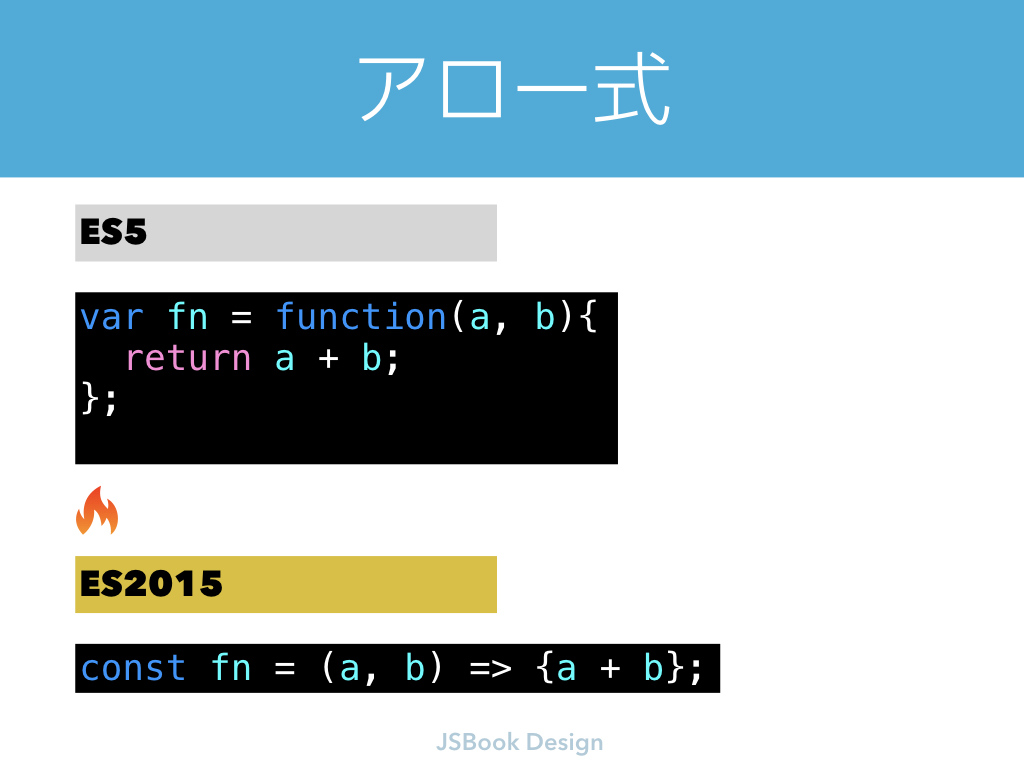 アロー式
ES5
var fn = function(a, b){
  return a + b;
};
ES2015
const fn = (a, b) => {a + b};
JSBook Design